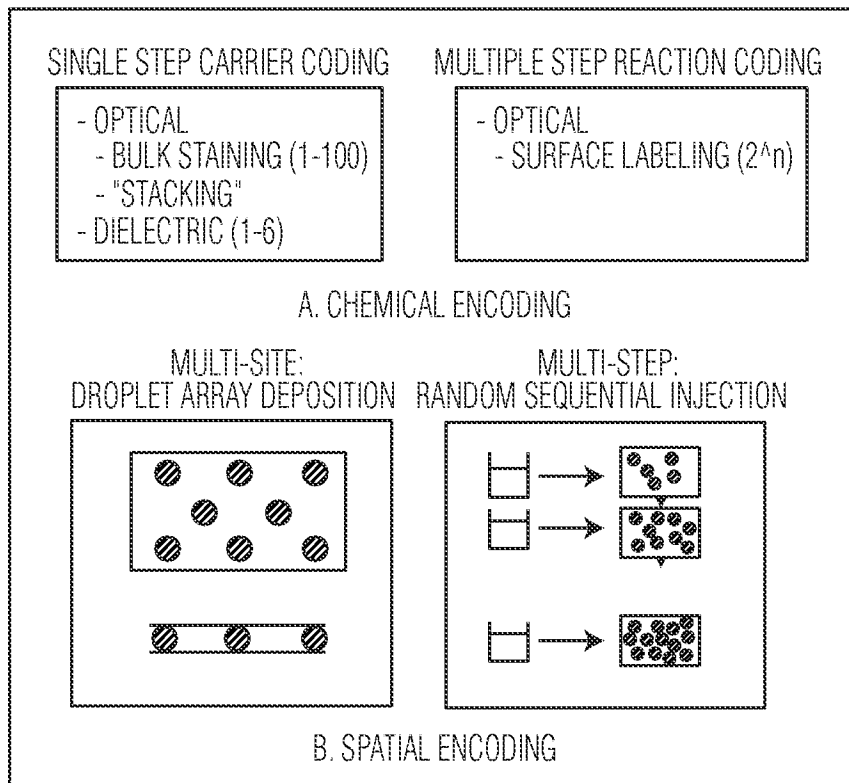 SINGLE STEP CARRIER CODING
- OPTICAL
- BULK STAINING (1-100)
- "STACKING"
- DIELECTRIC (1-6)
MULTIPLE STEP REACTION CODING
- OPTICAL
- SURFACE LABELING (2^n)
A. CHEMICAL ENCODING
MULTI-SITE:
DROPLET ARRAY DEPOSITION
MULTI-STEP:
RANDOM SEQUENTIAL INJECTION
B. SPATIAL ENCODING